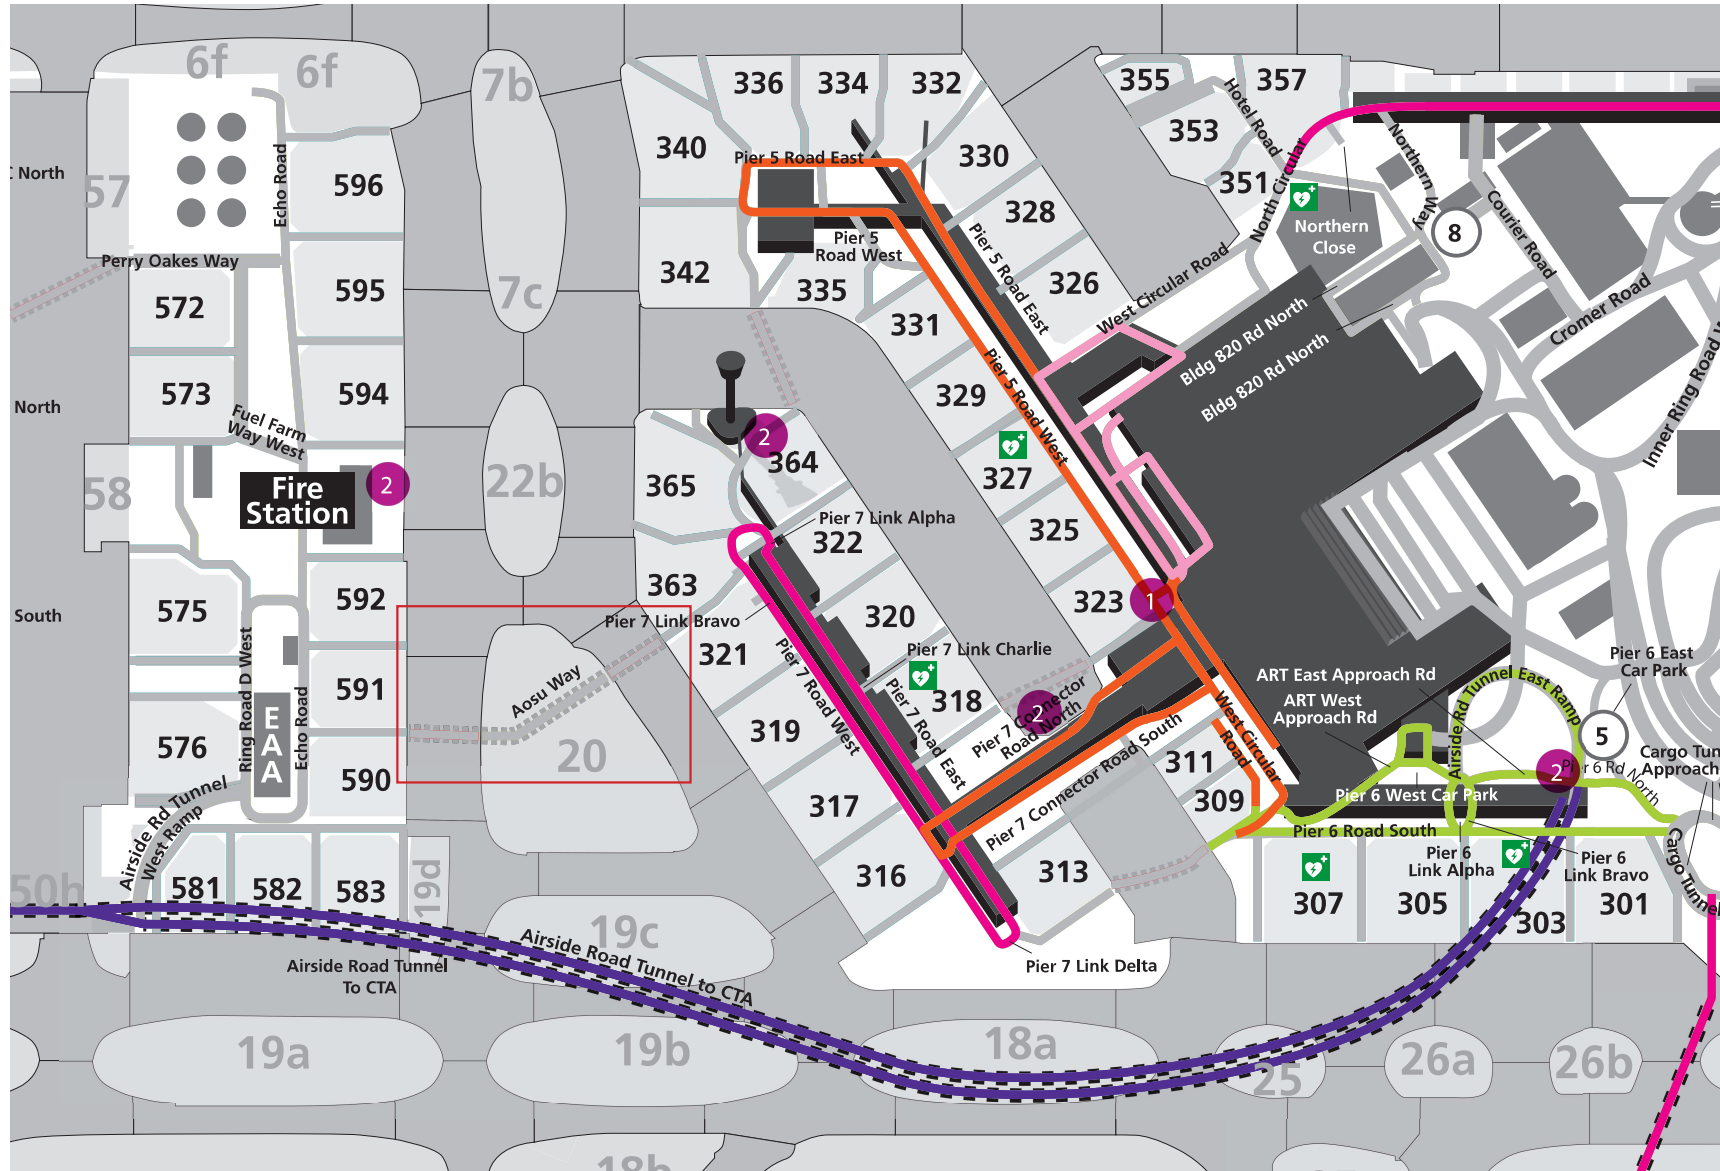 6f
6f
7b
336
334
332
355
357
Hotel Road
353
340
Pier 5 Road East
330
Northern
Way
North
57
Echo Road
596
351
North Circular
328
Northern
Close
8
Courier Road
Pier 5
Road West
Pier 5 Road East
West Circular Road
Perry Oakes Way
342
335
326
7c
595
572
331
Bldg 820 Rd North
Cromer Road
Bldg 820 Rd North
Inner Ring Road W
573
594
329
Pier 5 Road West
North
Fuel Farm
Way West
2
364
327
58
Fire
Station
2
22b
365
Pier 7 Link Alpha
322
325
363
592
575
South
Pier 7 Link Bravo
320
323
1
321
Pier 7 Link Charlie
Pier 6 East
Car Park
Ring Road D West
Echo Road
591
Aosu Way
Pier 7 Road West
Pier 7 Road East
318
2
Pier 7 Connector
Road North
ART East Approach Rd
ART West
Approach Rd
Airside Rd Tunnel East Ramp
5
EAA
576
20
319
Pier 7 Connector Road South
West Circular
Road
311
2
Pier 6 Rd North
Cargo Tun
Approach
590
317
309
Pier 6 West Car Park
Airside Rd Tunnel
West Ramp
Pier 6 Road South
Pier 6
Link Alpha
Pier 6
Link Bravo
Cargo Tunnel
50h
581
582
583
19d
316
313
307
305
303
301
19c
Airside Road Tunnel to CTA
Airside Road Tunnel
To CTA
Pier 7 Link Delta
19a
19b
18a
25
26a
26b
18b